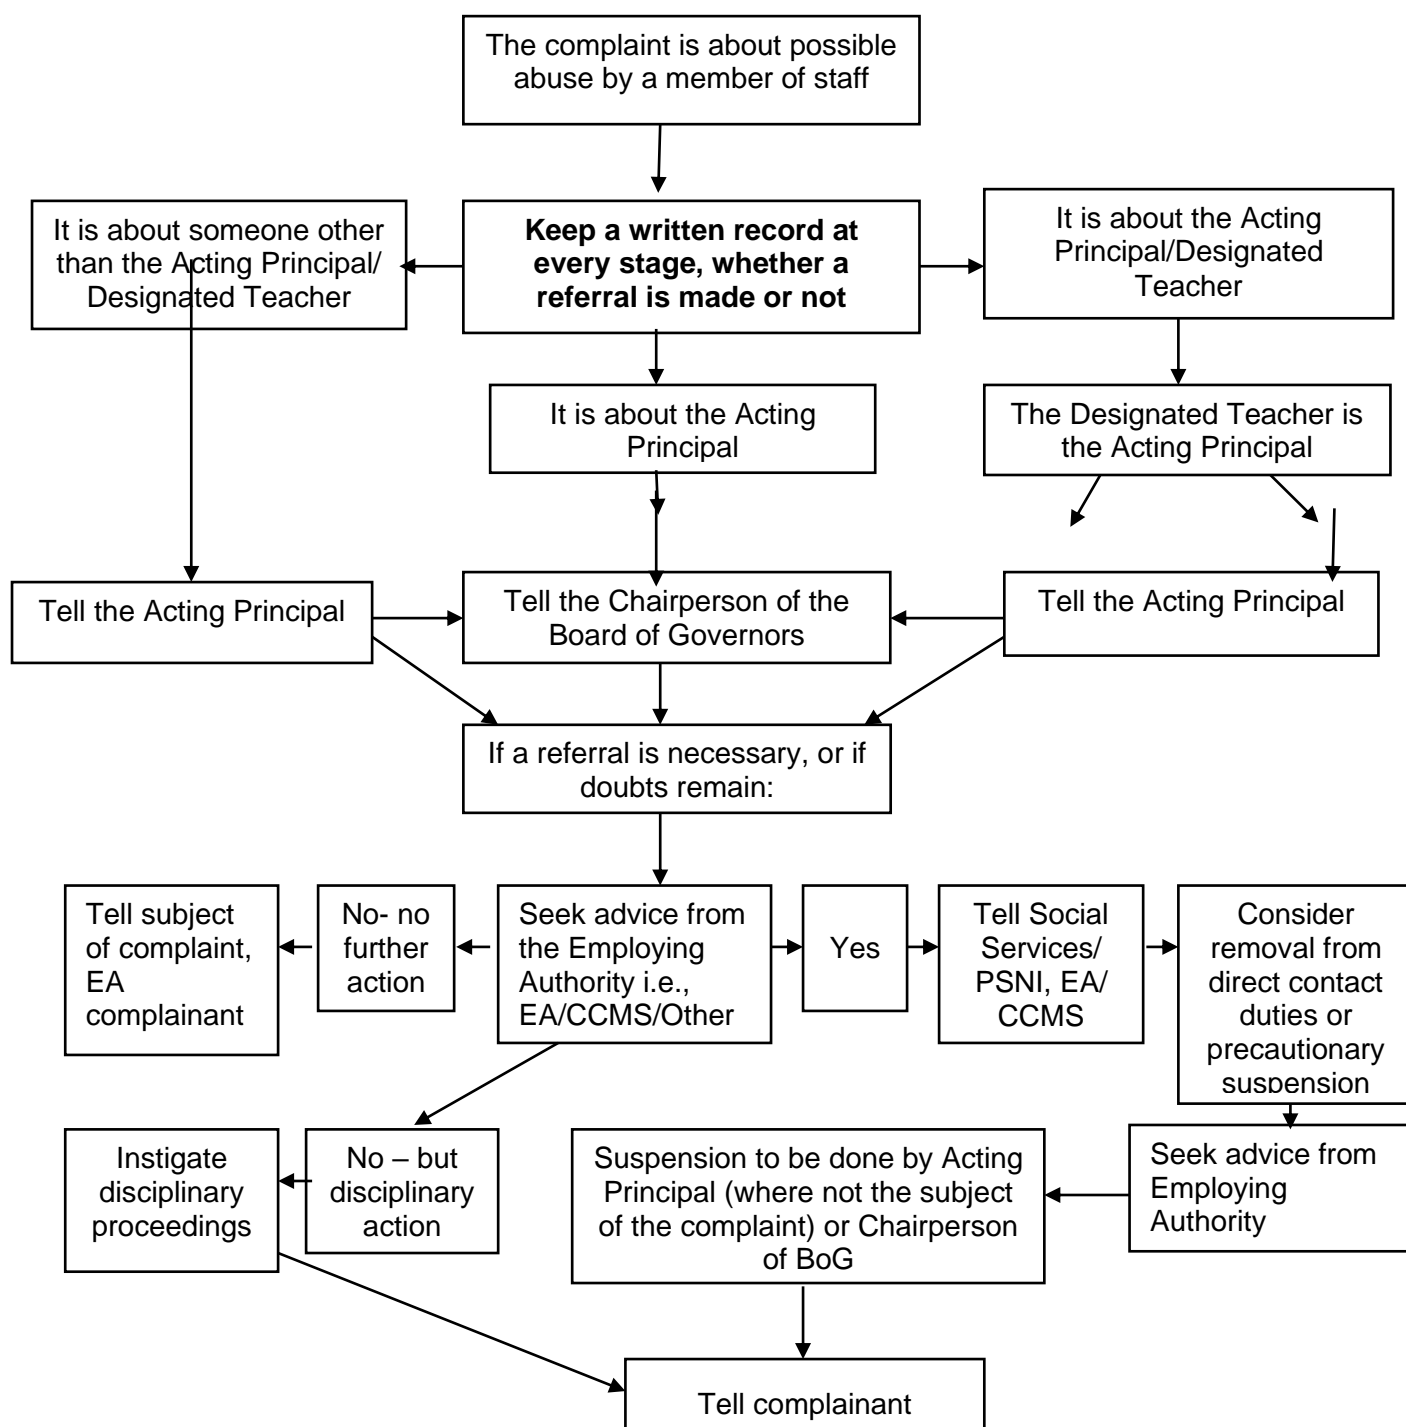 The complaint is about possible
abuse by a member of staff
It is about someone other
than the Acting Principal/
Designated Teacher
Keep a written record at
every stage, whether a
referral is made or not
It is about the Acting
Principal/Designated
Teacher
It is about the Acting
Principal
The Designated Teacher is
the Acting Principal
Tell the Acting Principal
Tell the Chairperson of the
Board of Governors
Tell the Acting Principal
If a referral is necessary, or if
doubts remain:
Tell subject
of complaint,
EA
complainant
No- no
further
action
Seek advice from
the Employing
Authority i.e.,
EA/CCMS/Other
Yes
Tell Social
Services/
PSNI, EA/
CCMS
Consider
removal from
direct contact
duties or
precautionary
suspension
Instigate
disciplinary
proceedings
No – but
disciplinary
action
Suspension to be done by Acting
Principal (where not the subject
of the complaint) or Chairperson
of BoG
Seek advice from
Employing
Authority
Tell complainant